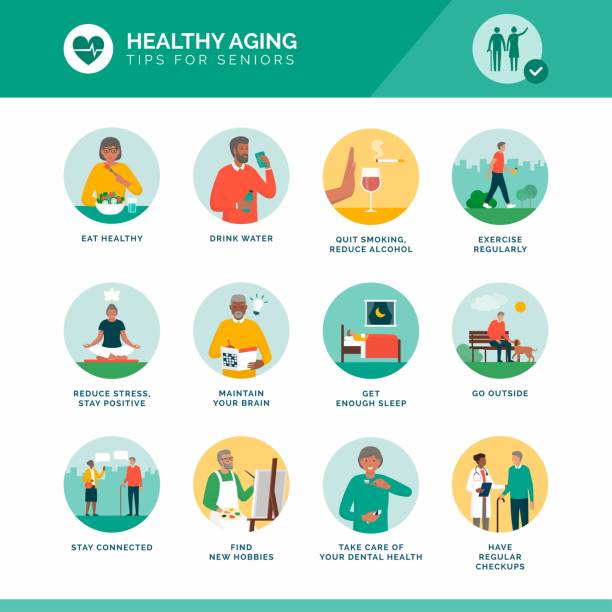 HEALTHY AGING
TIPS FOR SENIORS
EAT HEALTHY
DRINK WATER
QUIT SMOKING,
REDUCE ALCOHOL
EXERCISE
REGULARLY
REDUCE STRESS,
STAY POSITIVE
MAINTAIN
YOUR BRAIN
GET
ENOUGH SLEEP
GO OUTSIDE
STAY CONNECTED
FIND
NEW HOBBIES
TAKE CARE OF
YOUR DENTAL HEALTH
HAVE
REGULAR
CHECKUPS